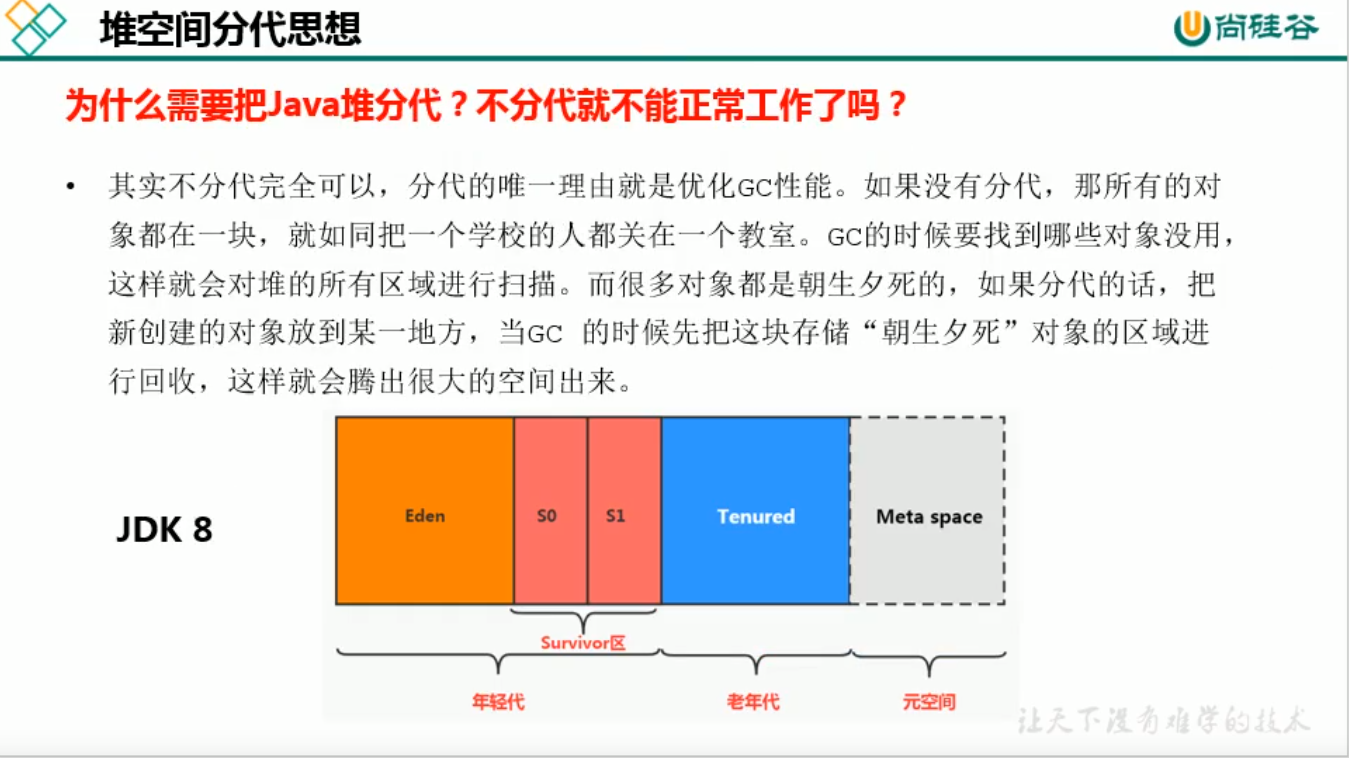 堆空间分代思想
尚硅谷
为什么需要把Java堆分代？不分代就不能正常工作了吗？
• 其实不分代完全可以，分代的唯一理由就是优化GC性能。如果没有分代，那所有的对
象都在一块，就如同把一个学校的人都关在一个教室。GC的时候要找到哪些对象没用，
这样就会对堆的所有区域进行扫描。而很多对象都是朝生夕死的，如果分代的话，把
新创建的对象放到某一地方，当GC 的时候先把这块存储“朝生夕死”对象的区域进
行回收，这样就会腾出很大的空间出来。
JDK 8
Eden
S0
S1
Tenured
Meta space
Survivor区
年轻代
老年代
元空间
让天下没有难学的技术